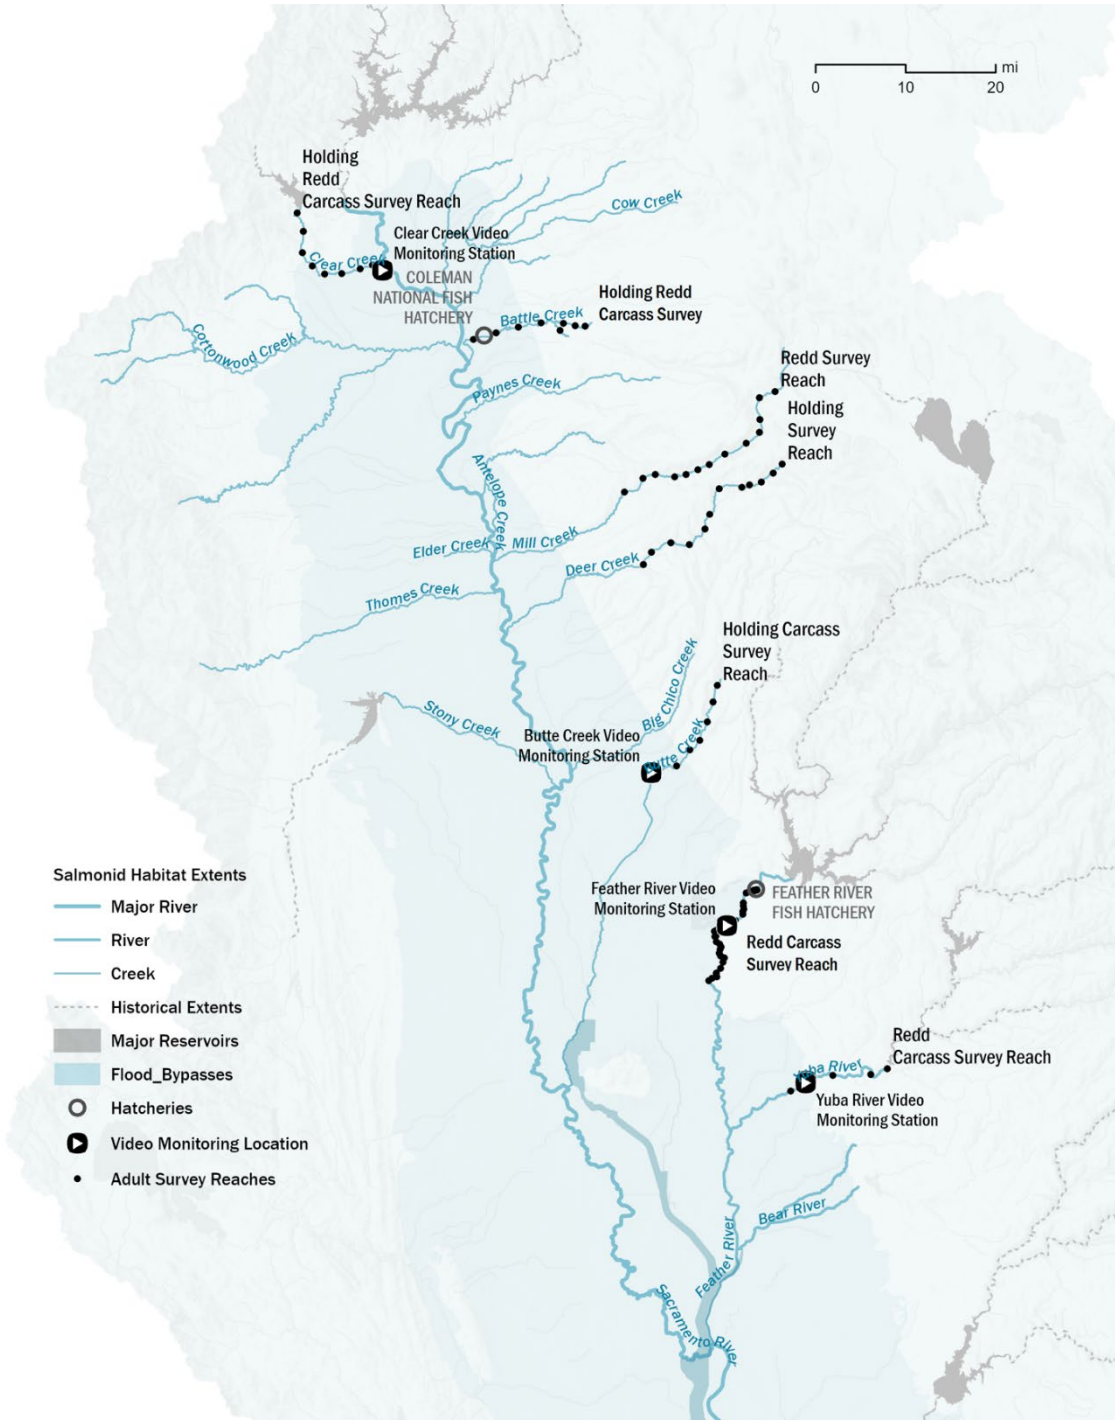 mi
0
10
20
Holding
Redd
Carcass Survey Reach
Cow Creek
Clear Creek Video
Monitoring Station
Clear Creek
COLEMAN
NATIONAL FISH
HATCHERY
Holding Redd
Carcass Survey
Battle Creek
Cottonwood Creek
Redd Survey
Reach
Paynes Creek
Holding
Survey
Reach
Antelope Creek
Elder Creek
Mill Creek
Deer Creek
Thomes Creek
Holding Carcass
Survey
Reach
Big Chico Creek
Stony Creek
Butte Creek Video
Monitoring Station
Butte Creek
Salmonid Habitat Extents
Major River
River
Creek
Historical Extents
Major Reservoirs
Flood_Bypasses
Hatcheries
Video Monitoring Location
Adult Survey Reaches
Feather River Video
Monitoring Station
FEATHER RIVER
FISH HATCHERY
Redd Carcass
Survey Reach
Redd
Carcass Survey Reach
Yuba River
Yuba River Video
Monitoring Station
Bear River
Feather River
Sacramento River